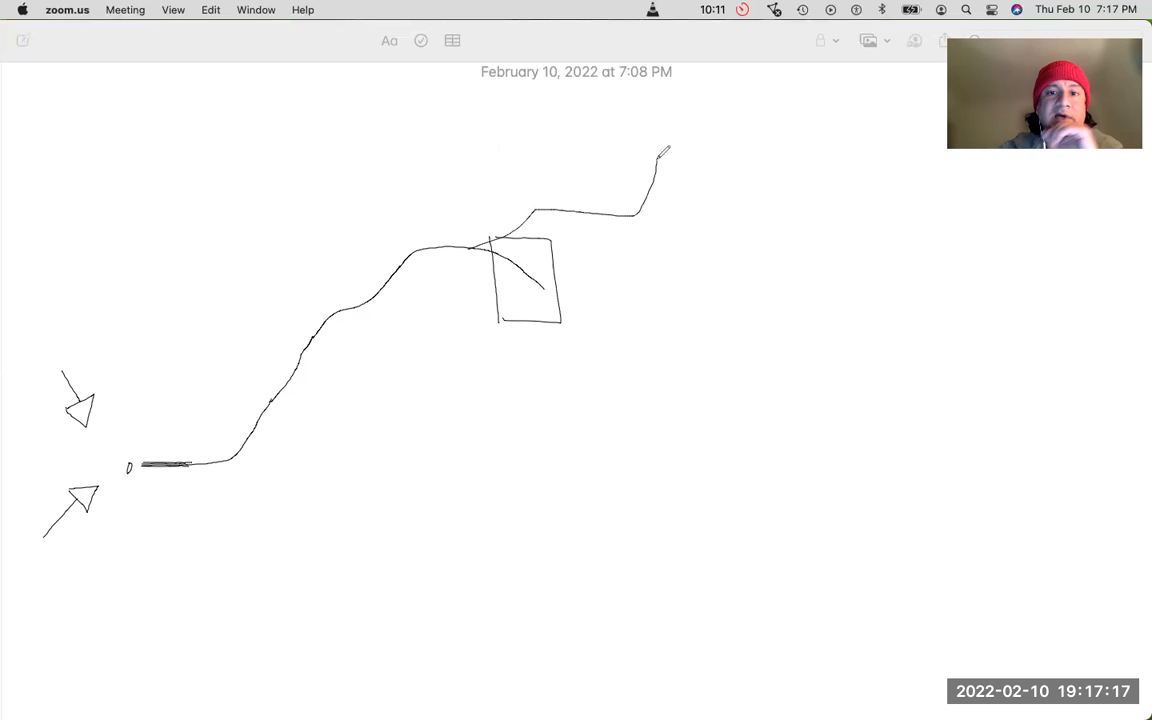 zoom.us Meeting View Edit Window Help 10:11 Thu Feb 10 7:17 PM
Aa
February 10, 2022 at 7:08 PM
0
2022-02-10 19:17:17